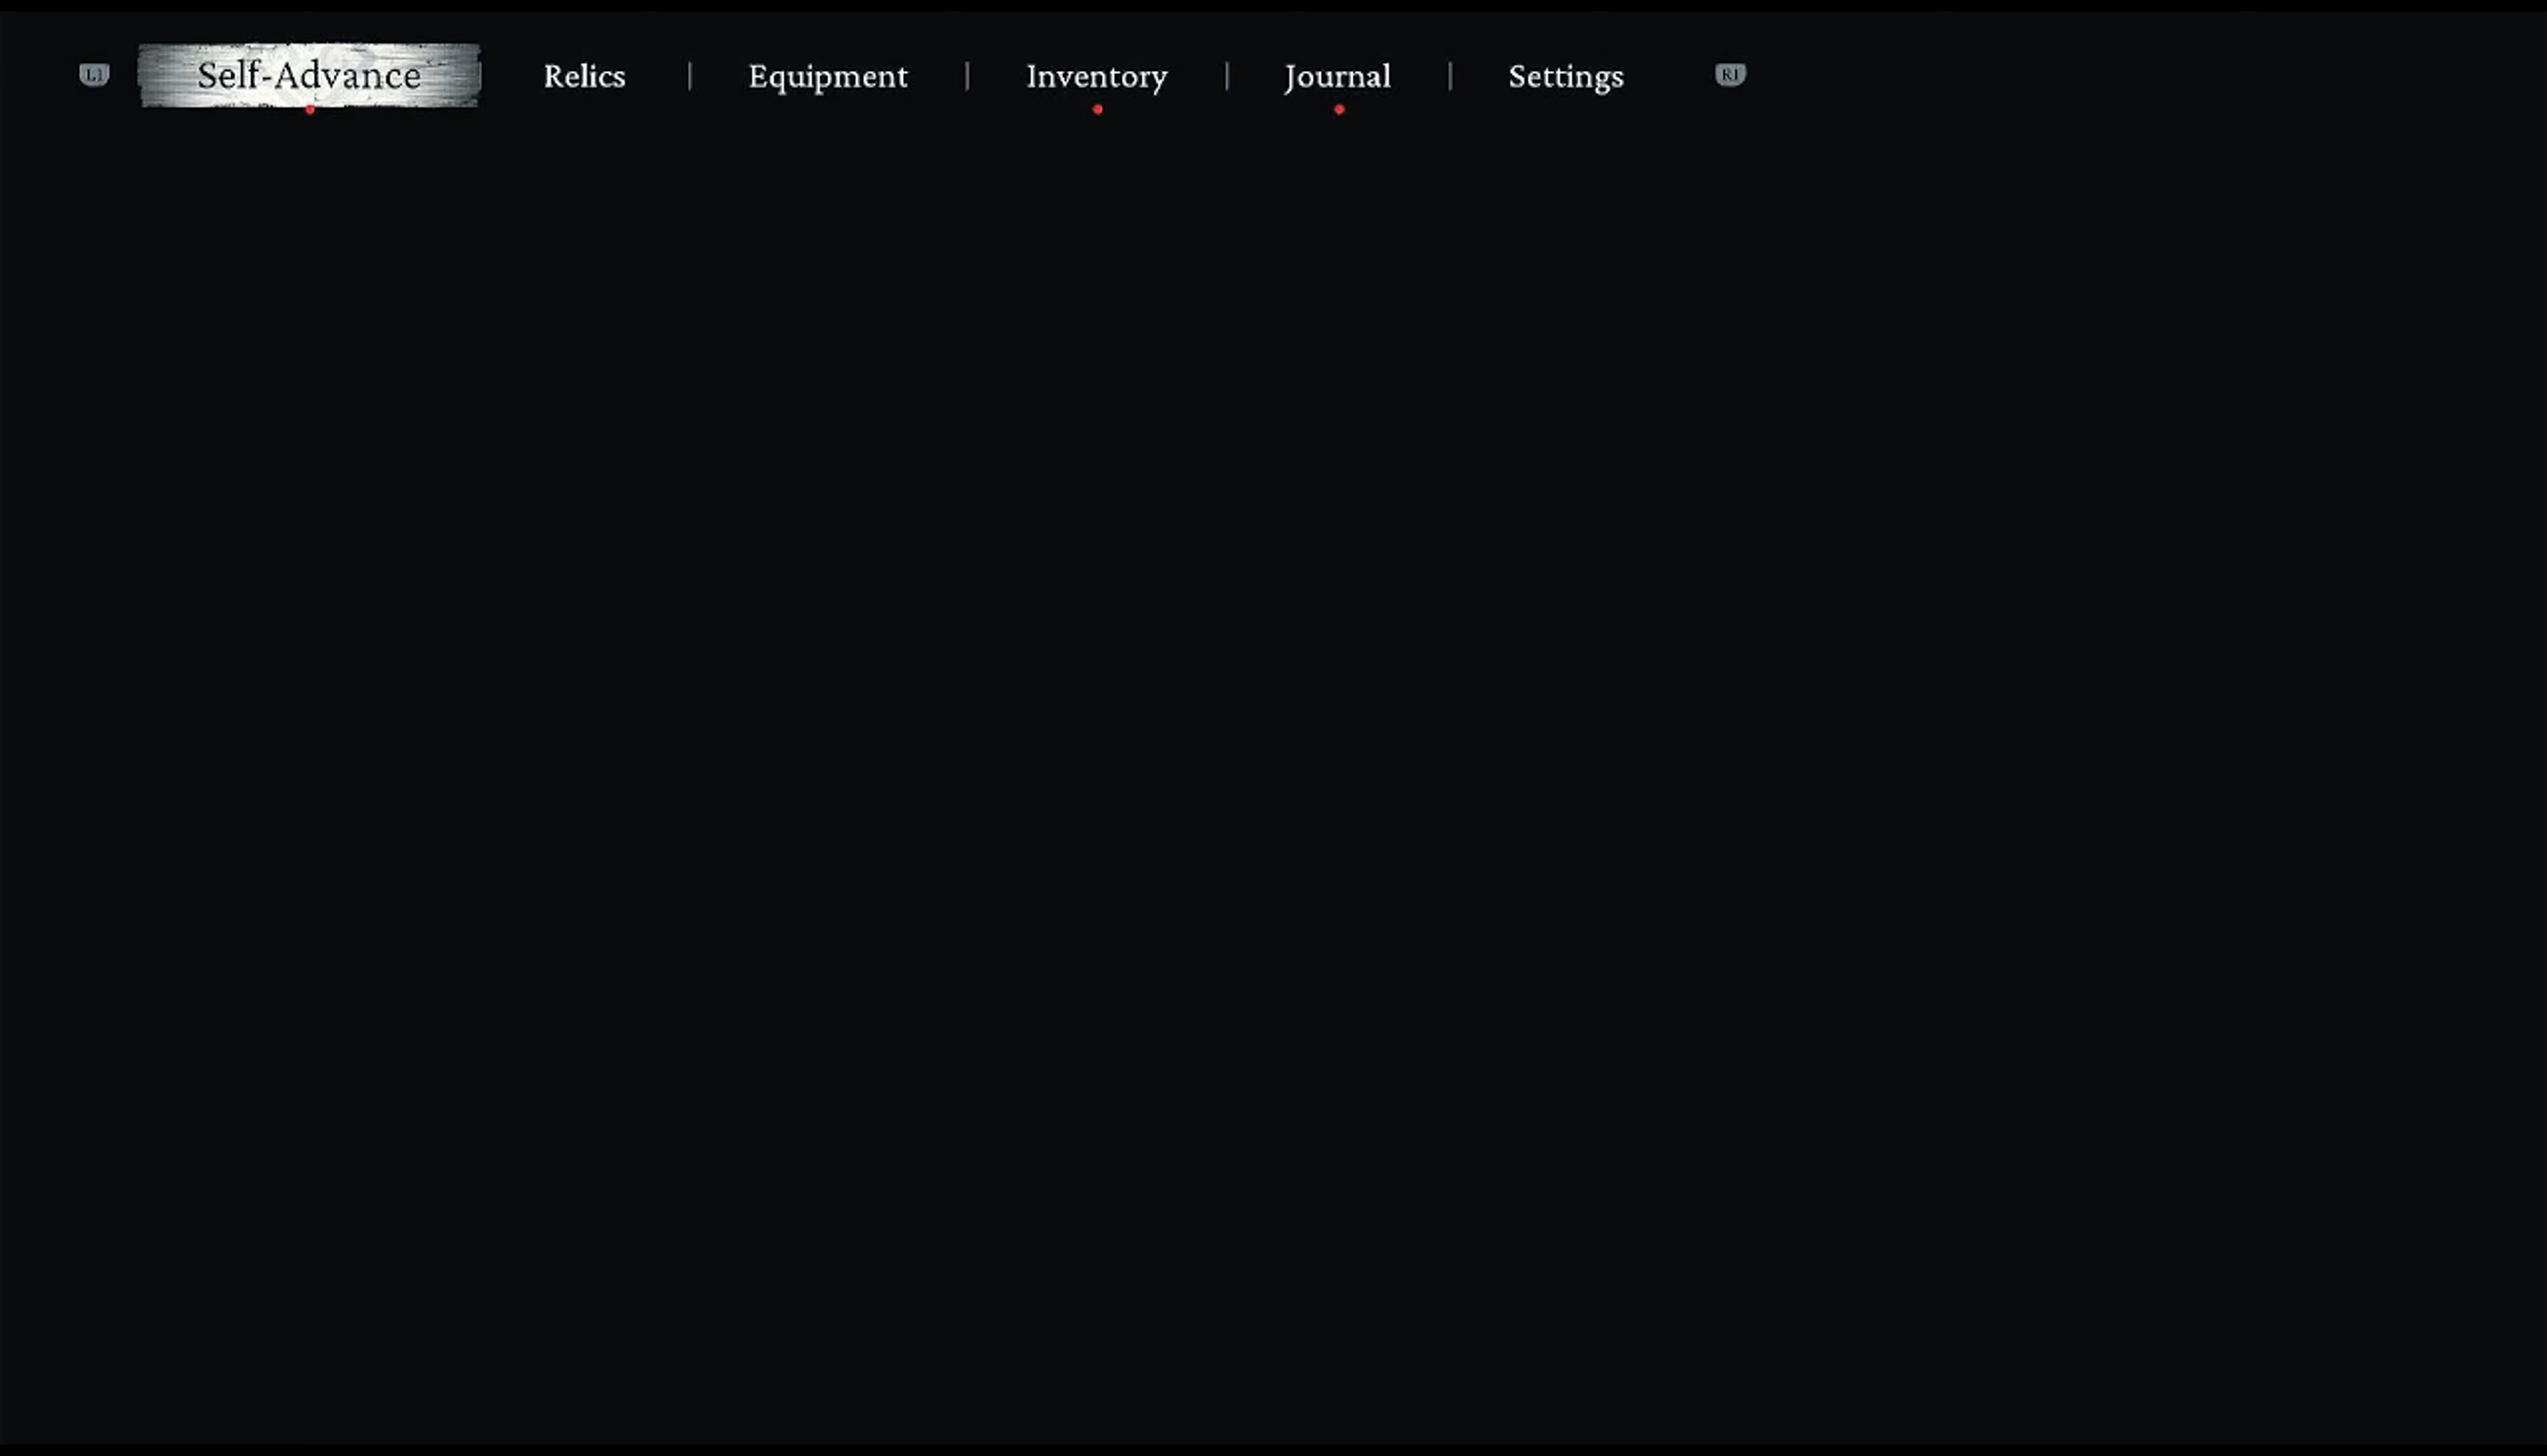 L1 Self-Advance Relics | Equipment | Inventory | Journal | Settings R1